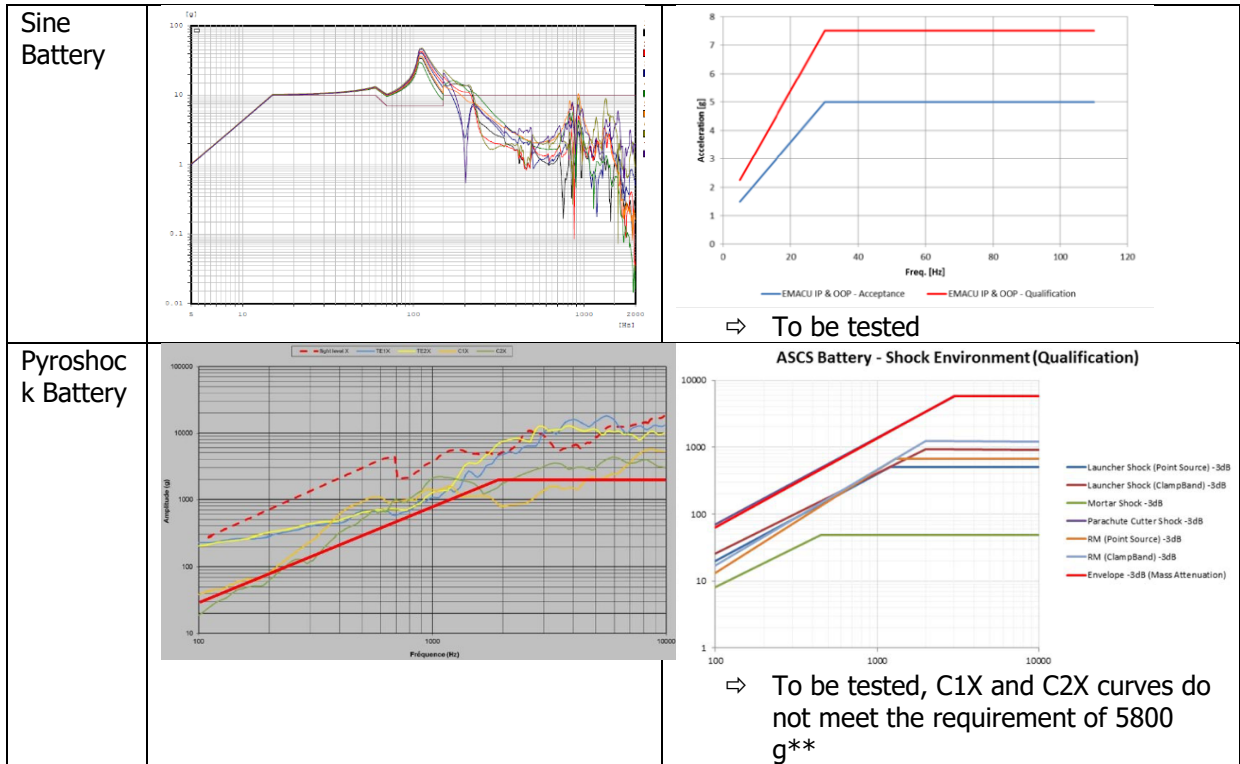 Sine
Battery
[g]
100
10
1
0.1
0.01
5
10
100
1000
2000
[Hz]
8
7
6
5
4
3
2
1
0
Acceleration [g]
0
20
40
60
80
100
120
Freq. [Hz]
EMACU IP & OOP - Acceptance
EMACU IP & OOP - Qualification
⇨ To be tested
Pyroshoc
k Battery
TE1X
TE2X
C1X
C2X
100000
10000
1000
100
10
Amplitude (g)
100
1000
10000
Fréquence (Hz)
ASCS Battery - Shock Environment (Qualification)
10000
1000
100
10
1
100
1000
10000
Launcher Shock (Point Source) -3dB
Launcher Shock (ClampBand) -3dB
Mortar Shock -3dB
Parachute Cutter Shock -3dB
RM (Point Source) -3dB
RM (ClampBand) -3dB
Envelope -3dB (Mass Attenuation)
⇨ To be tested, C1X and C2X curves do
not meet the requirement of 5800
g**